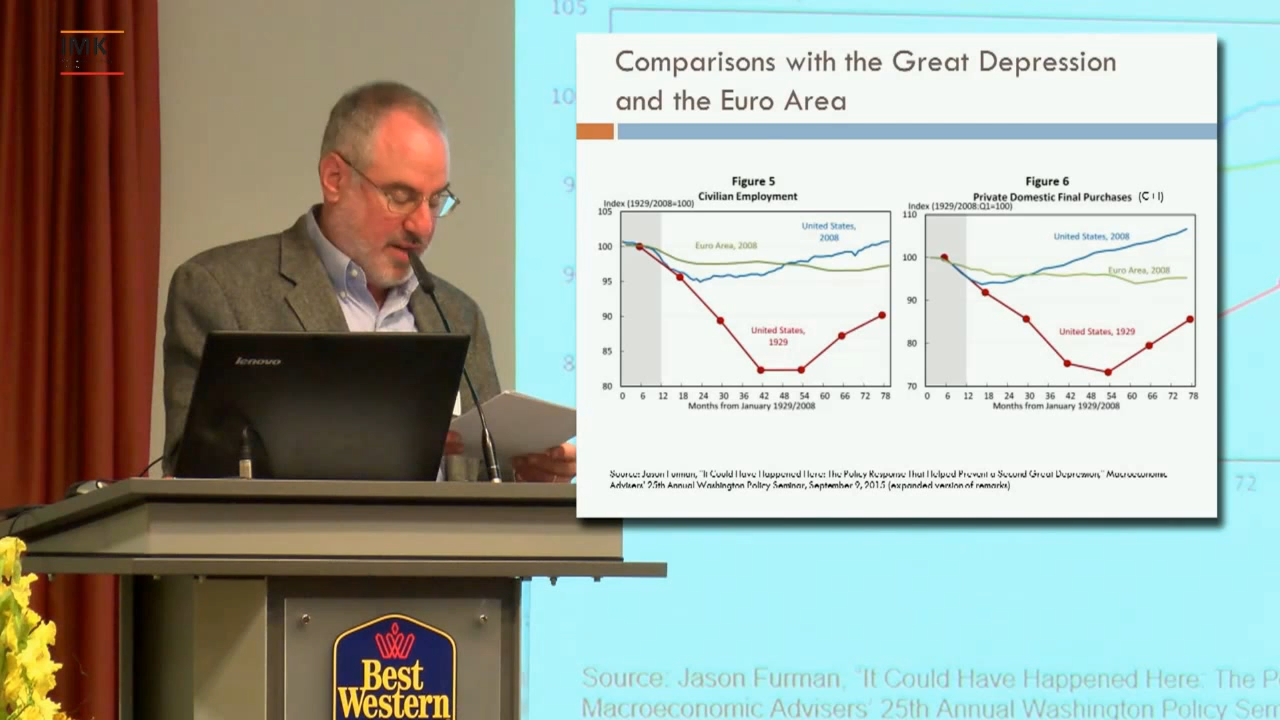 IMK
105
Comparisons with the Great Depression
and the Euro Area
Figure 5
Civilian Employment
Index (1929/2008=100)
105
100
95
90
85
80
United States,
2008
Euro Area, 2008
United States,
1929
0 6 12 18 24 30 36 42 48 54 60 66 72 78
Months from January 1929/2008
Figure 6
Private Domestic Final Purchases (C+I)
Index (1929/2008:Q1=100)
110
100
90
80
70
United States, 2008
Euro Area, 2008
United States, 1929
0 6 12 18 24 30 36 42 48 54 60 66 72 78
Months from January 1929/2008
Source: Jason Furman, "It Could Have Happened Here: The Policy Response That Helped Prevent a Second Great Depression," Macroeconomic
Advisers' 25th Annual Washington Policy Seminar, September 9, 2015 (expanded version of remarks)
lenovo
Best
Western
72
Source: Jason Furman, "It Could Have Happened Here: The
Macroeconomic Advisers' 25th Annual Washington Policy